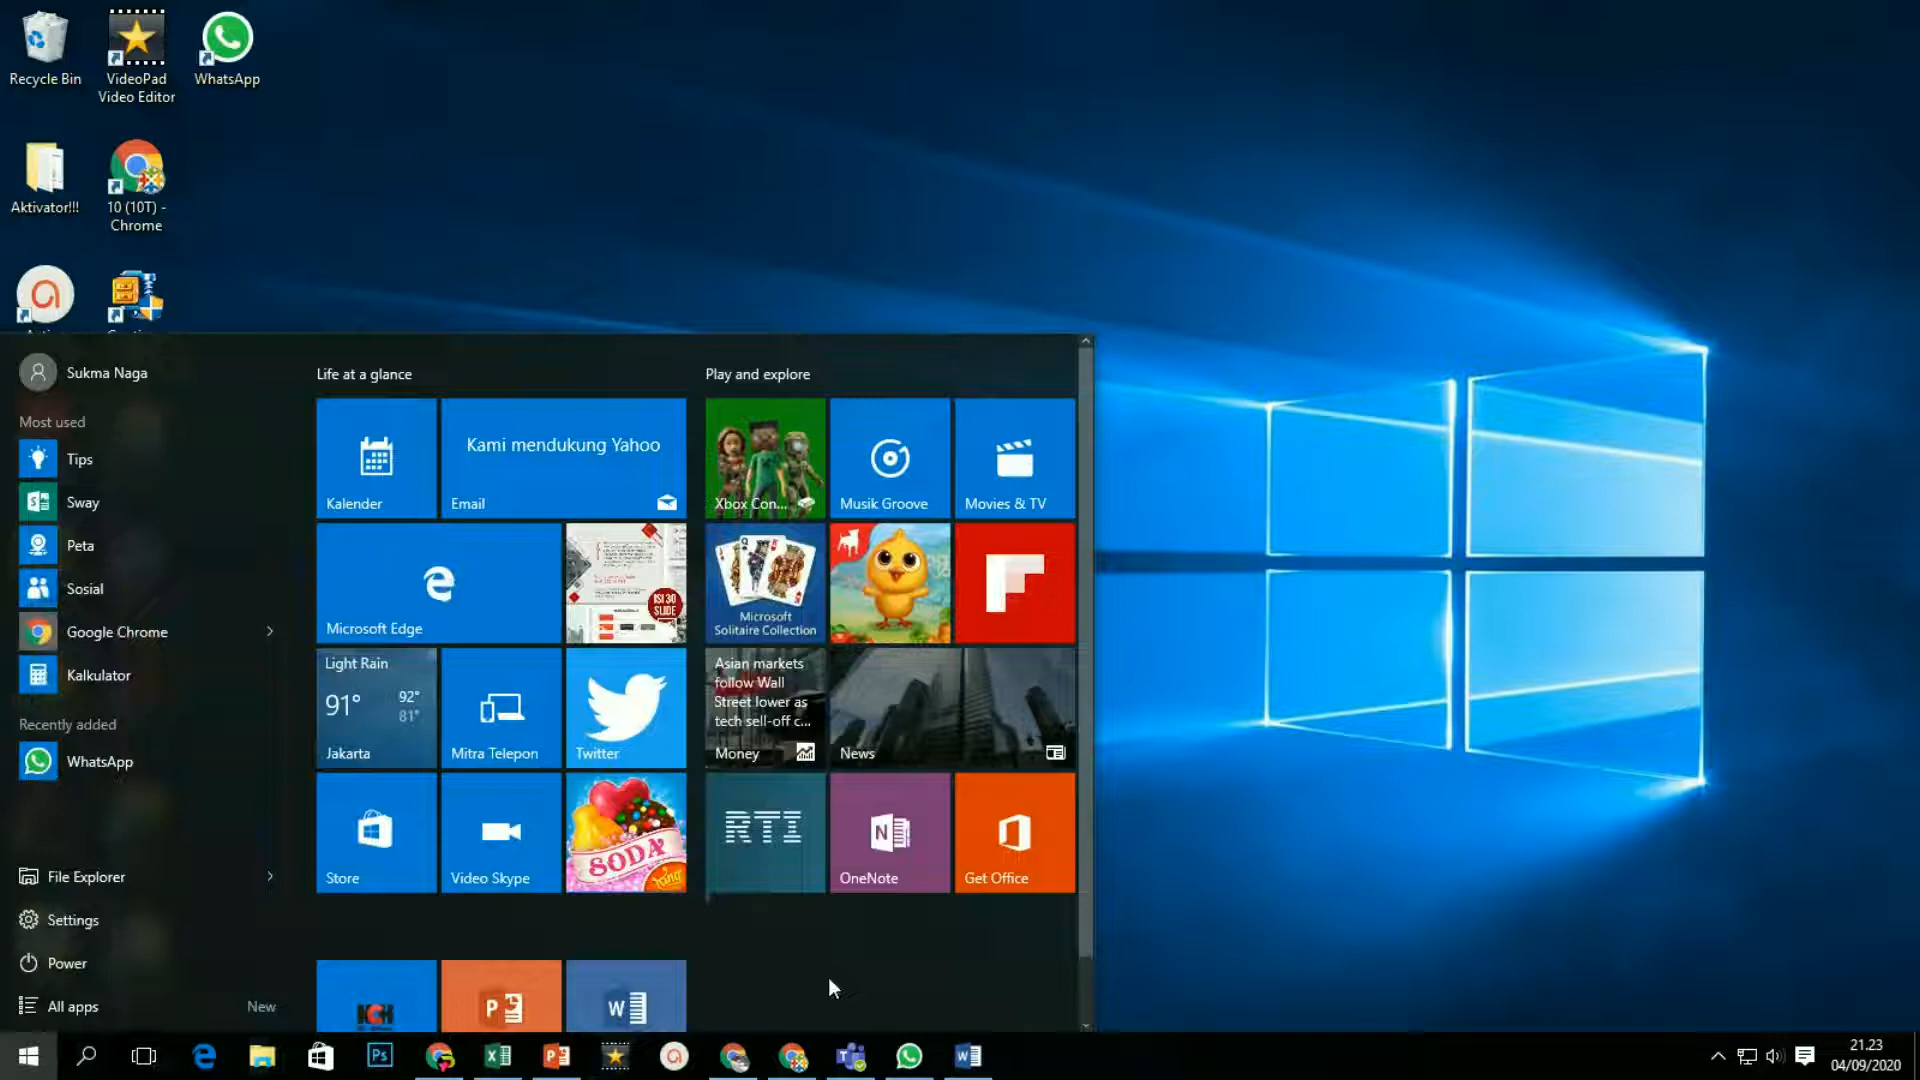 Recycle Bin
VideoPad
Video Editor
WhatsApp
Aktivator!!!
10 (10T) -
Chrome
Sukma Naga
Most used
Tips
Sway
Peta
Sosial
Google Chrome
Kalkulator
Recently added
WhatsApp
File Explorer
Settings
Power
All apps
New
Life at a glance
Kalender
Kami mendukung Yahoo
Email
Microsoft Edge
ISI 30
SLIDE
Light Rain
91°
92°
81°
Jakarta
Mitra Telepon
Twitter
Store
Video Skype
SODA
King
Play and explore
Xbox Con...
Musik Groove
Movies & TV
Microsoft
Solitaire Collection
Asian markets
follow Wall
Street lower as
tech sell-off c...
Money
News
RTI
OneNote
Get Office
21.23
04/09/2020